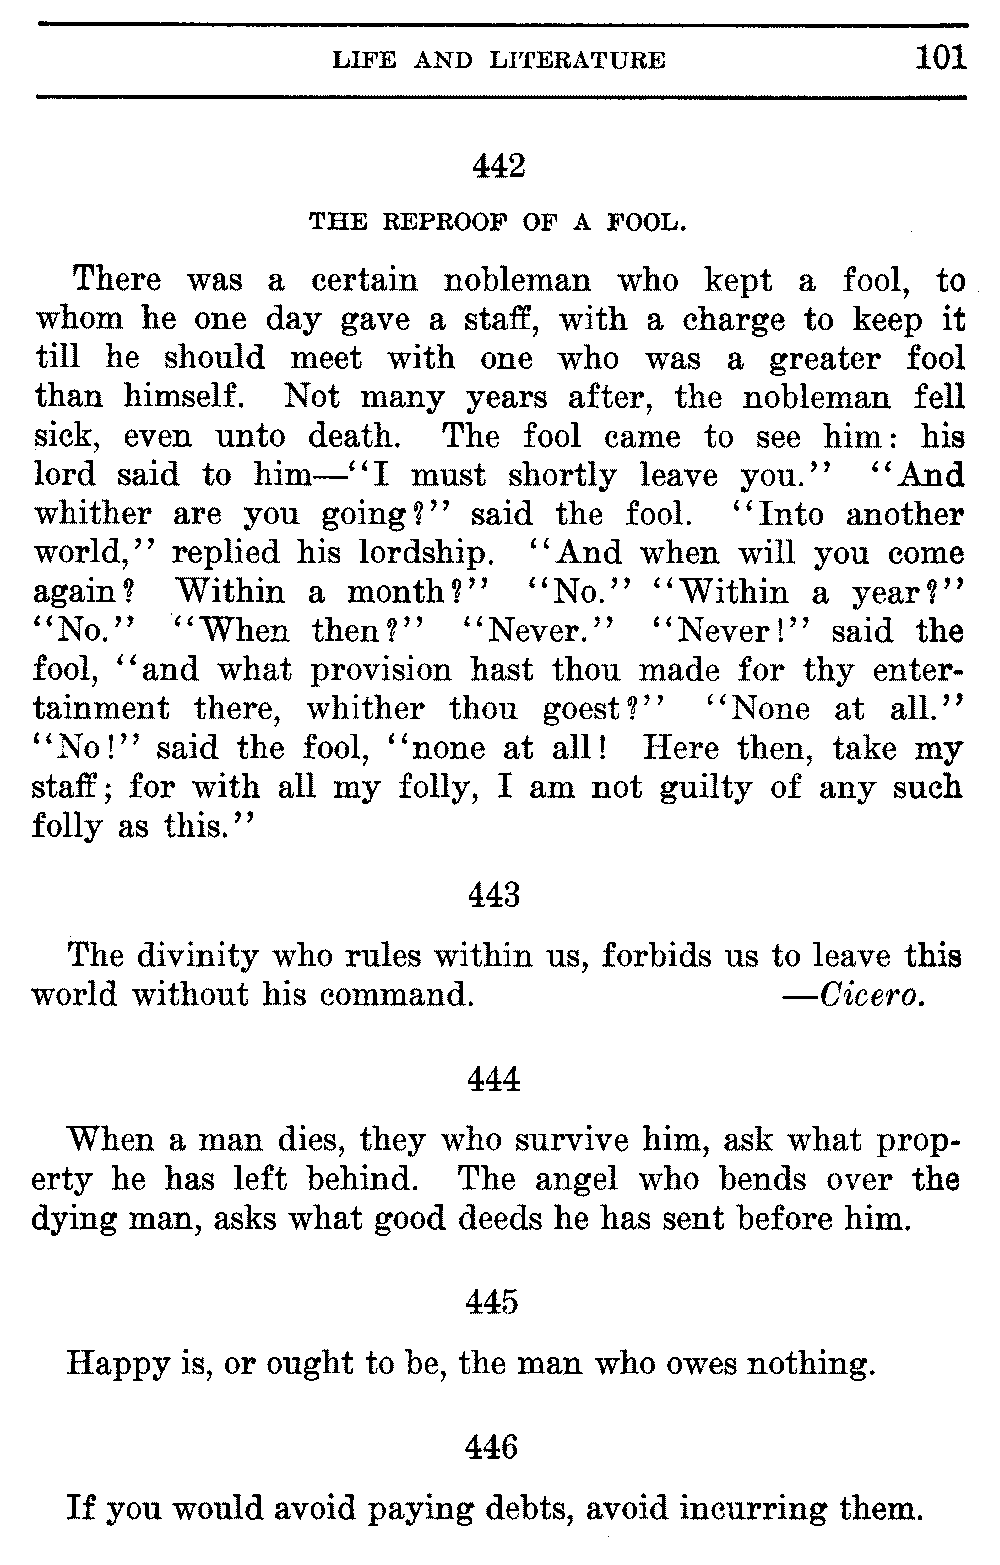 LIFE AND LITERATURE 101
442
THE REPROOF OF A FOOL.
There was a certain nobleman who kept a fool, to
whom he one day gave a staff, with a charge to keep it
till he should meet with one who was a greater fool
than himself. Not many years after, the nobleman fell
sick, even unto death. The fool came to see him: his
lord said to him—“I must shortly leave you.” “And
whither are you going?” said the fool. “Into another
world,” replied his lordship. “And when will you come
again? Within a month?” “No.” “Within a year?”
“No.” “When then?” “Never.” “Never!” said the
fool, “and what provision hast thou made for thy enter-
tainment there, whither thou goest?” “None at all.”
“No!” said the fool, “none at all! Here then, take my
staff; for with all my folly, I am not guilty of any such
folly as this.”
443
The divinity who rules within us, forbids us to leave this
world without his command. —Cicero.
444
When a man dies, they who survive him, ask what prop-
erty he has left behind. The angel who bends over the
dying man, asks what good deeds he has sent before him.
445
Happy is, or ought to be, the man who owes nothing.
446
If you would avoid paying debts, avoid incurring them.